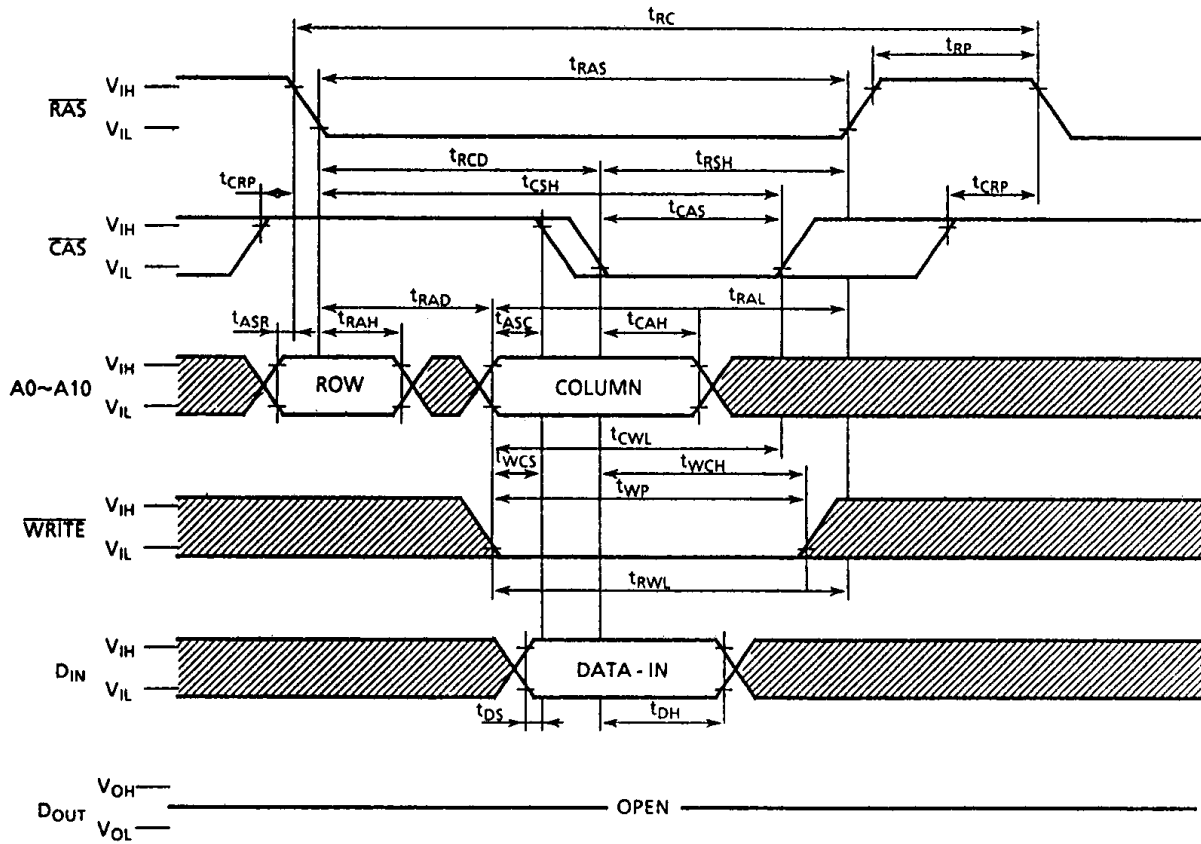 tRC
tRP
tRAS
RAS
VIH
VIL
tRCD
tRSH
tCRP
tCSH
tCRP
tCAS
CAS
VIH
VIL
tRAD
tRAL
tASR
tRAH
tASC
tCAH
A0~A10
VIH
VIL
ROW
COLUMN
tCWL
tWCS
tWCH
tWP
WRITE
VIH
VIL
tRWL
DIN
VIH
VIL
DATA - IN
tDS
tDH
DOUT
VOH
VOL
OPEN